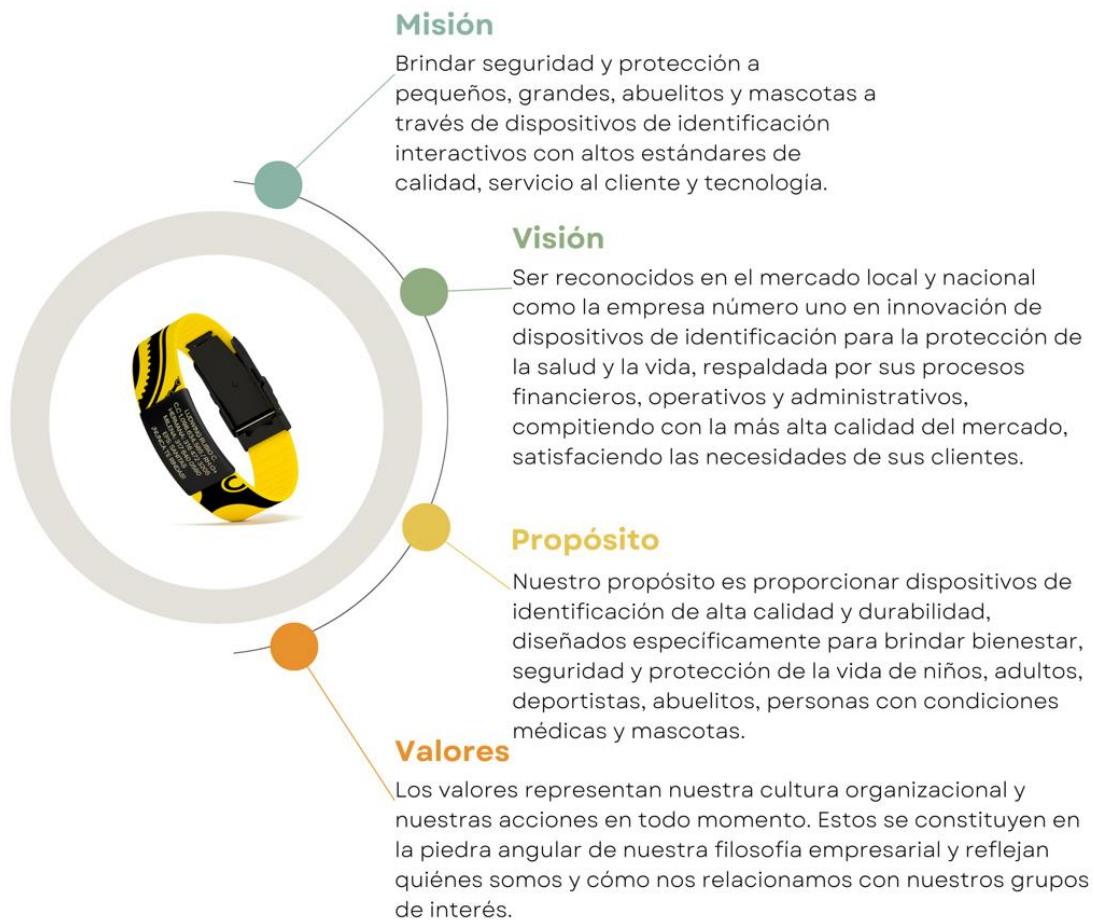 Misión
Brindar seguridad y protección a
pequeños, grandes, abuelitos y mascotas a
través de dispositivos de identificación
interactivos con altos estándares de
calidad, servicio al cliente y tecnología.
Visión
Ser reconocidos en el mercado local y nacional
como la empresa número uno en innovación de
dispositivos de identificación para la protección de
la salud y la vida, respaldada por sus procesos
financieros, operativos y administrativos,
compitiendo con la más alta calidad del mercado,
satisfaciendo las necesidades de sus clientes.
Propósito
Nuestro propósito es proporcionar dispositivos de
identificación de alta calidad y durabilidad,
diseñados específicamente para brindar bienestar,
seguridad y protección de la vida de niños, adultos,
deportistas, abuelitos, personas con condiciones
médicas y mascotas.
Valores
Los valores representan nuestra cultura organizacional y
nuestras acciones en todo momento. Estos se constituyen en
la piedra angular de nuestra filosofía empresarial y reflejan
quiénes somos y cómo nos relacionamos con nuestros grupos
de interés.
¡NUNCA TE RINDAS!